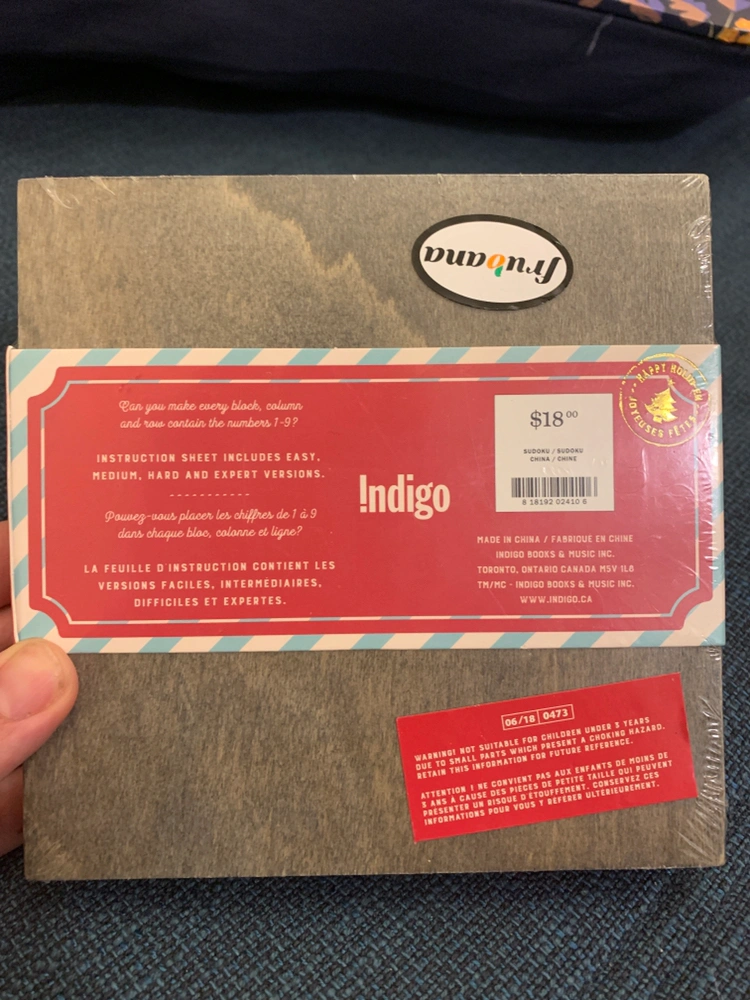 frubana
HAPPY HOLIDAYS
JOYEUSES FÊTES
Can you make every block, column
and row contain the numbers 1-9?
INSTRUCTION SHEET INCLUDES EASY,
MEDIUM, HARD AND EXPERT VERSIONS.
Pouvez-vous placer les chiffres de 1 à 9
dans chaque bloc, colonne et ligne?
LA FEUILLE D'INSTRUCTION CONTIENT LES
VERSIONS FACILES, INTERMÉDIAIRES,
DIFFICILES ET EXPERTES.
!ndigo
$18.00
SUDOKU / SUDOKU
CHINA / CHINE
8 18192 02410 6
MADE IN CHINA / FABRIQUÉ EN CHINE
INDIGO BOOKS & MUSIC INC.
TORONTO, ONTARIO CANADA M5V 1L8
TM/MC - INDIGO BOOKS & MUSIC INC.
WWW.INDIGO.CA
06/18 0473
WARNING! NOT SUITABLE FOR CHILDREN UNDER 3 YEARS
DUE TO SMALL PARTS WHICH PRESENT A CHOKING HAZARD.
RETAIN THIS INFORMATION FOR FUTURE REFERENCE.
ATTENTION ! NE CONVIENT PAS AUX ENFANTS DE MOINS DE
3 ANS À CAUSE DES PIECES DE PETITE TAILLE QUI PEUVENT
PRÉSENTER UN RISQUE D'ÉTOUFFEMENT. CONSERVEZ CES
INFORMATIONS POUR VOUS Y RÉFÉRER ULTÉRIEUREMENT.